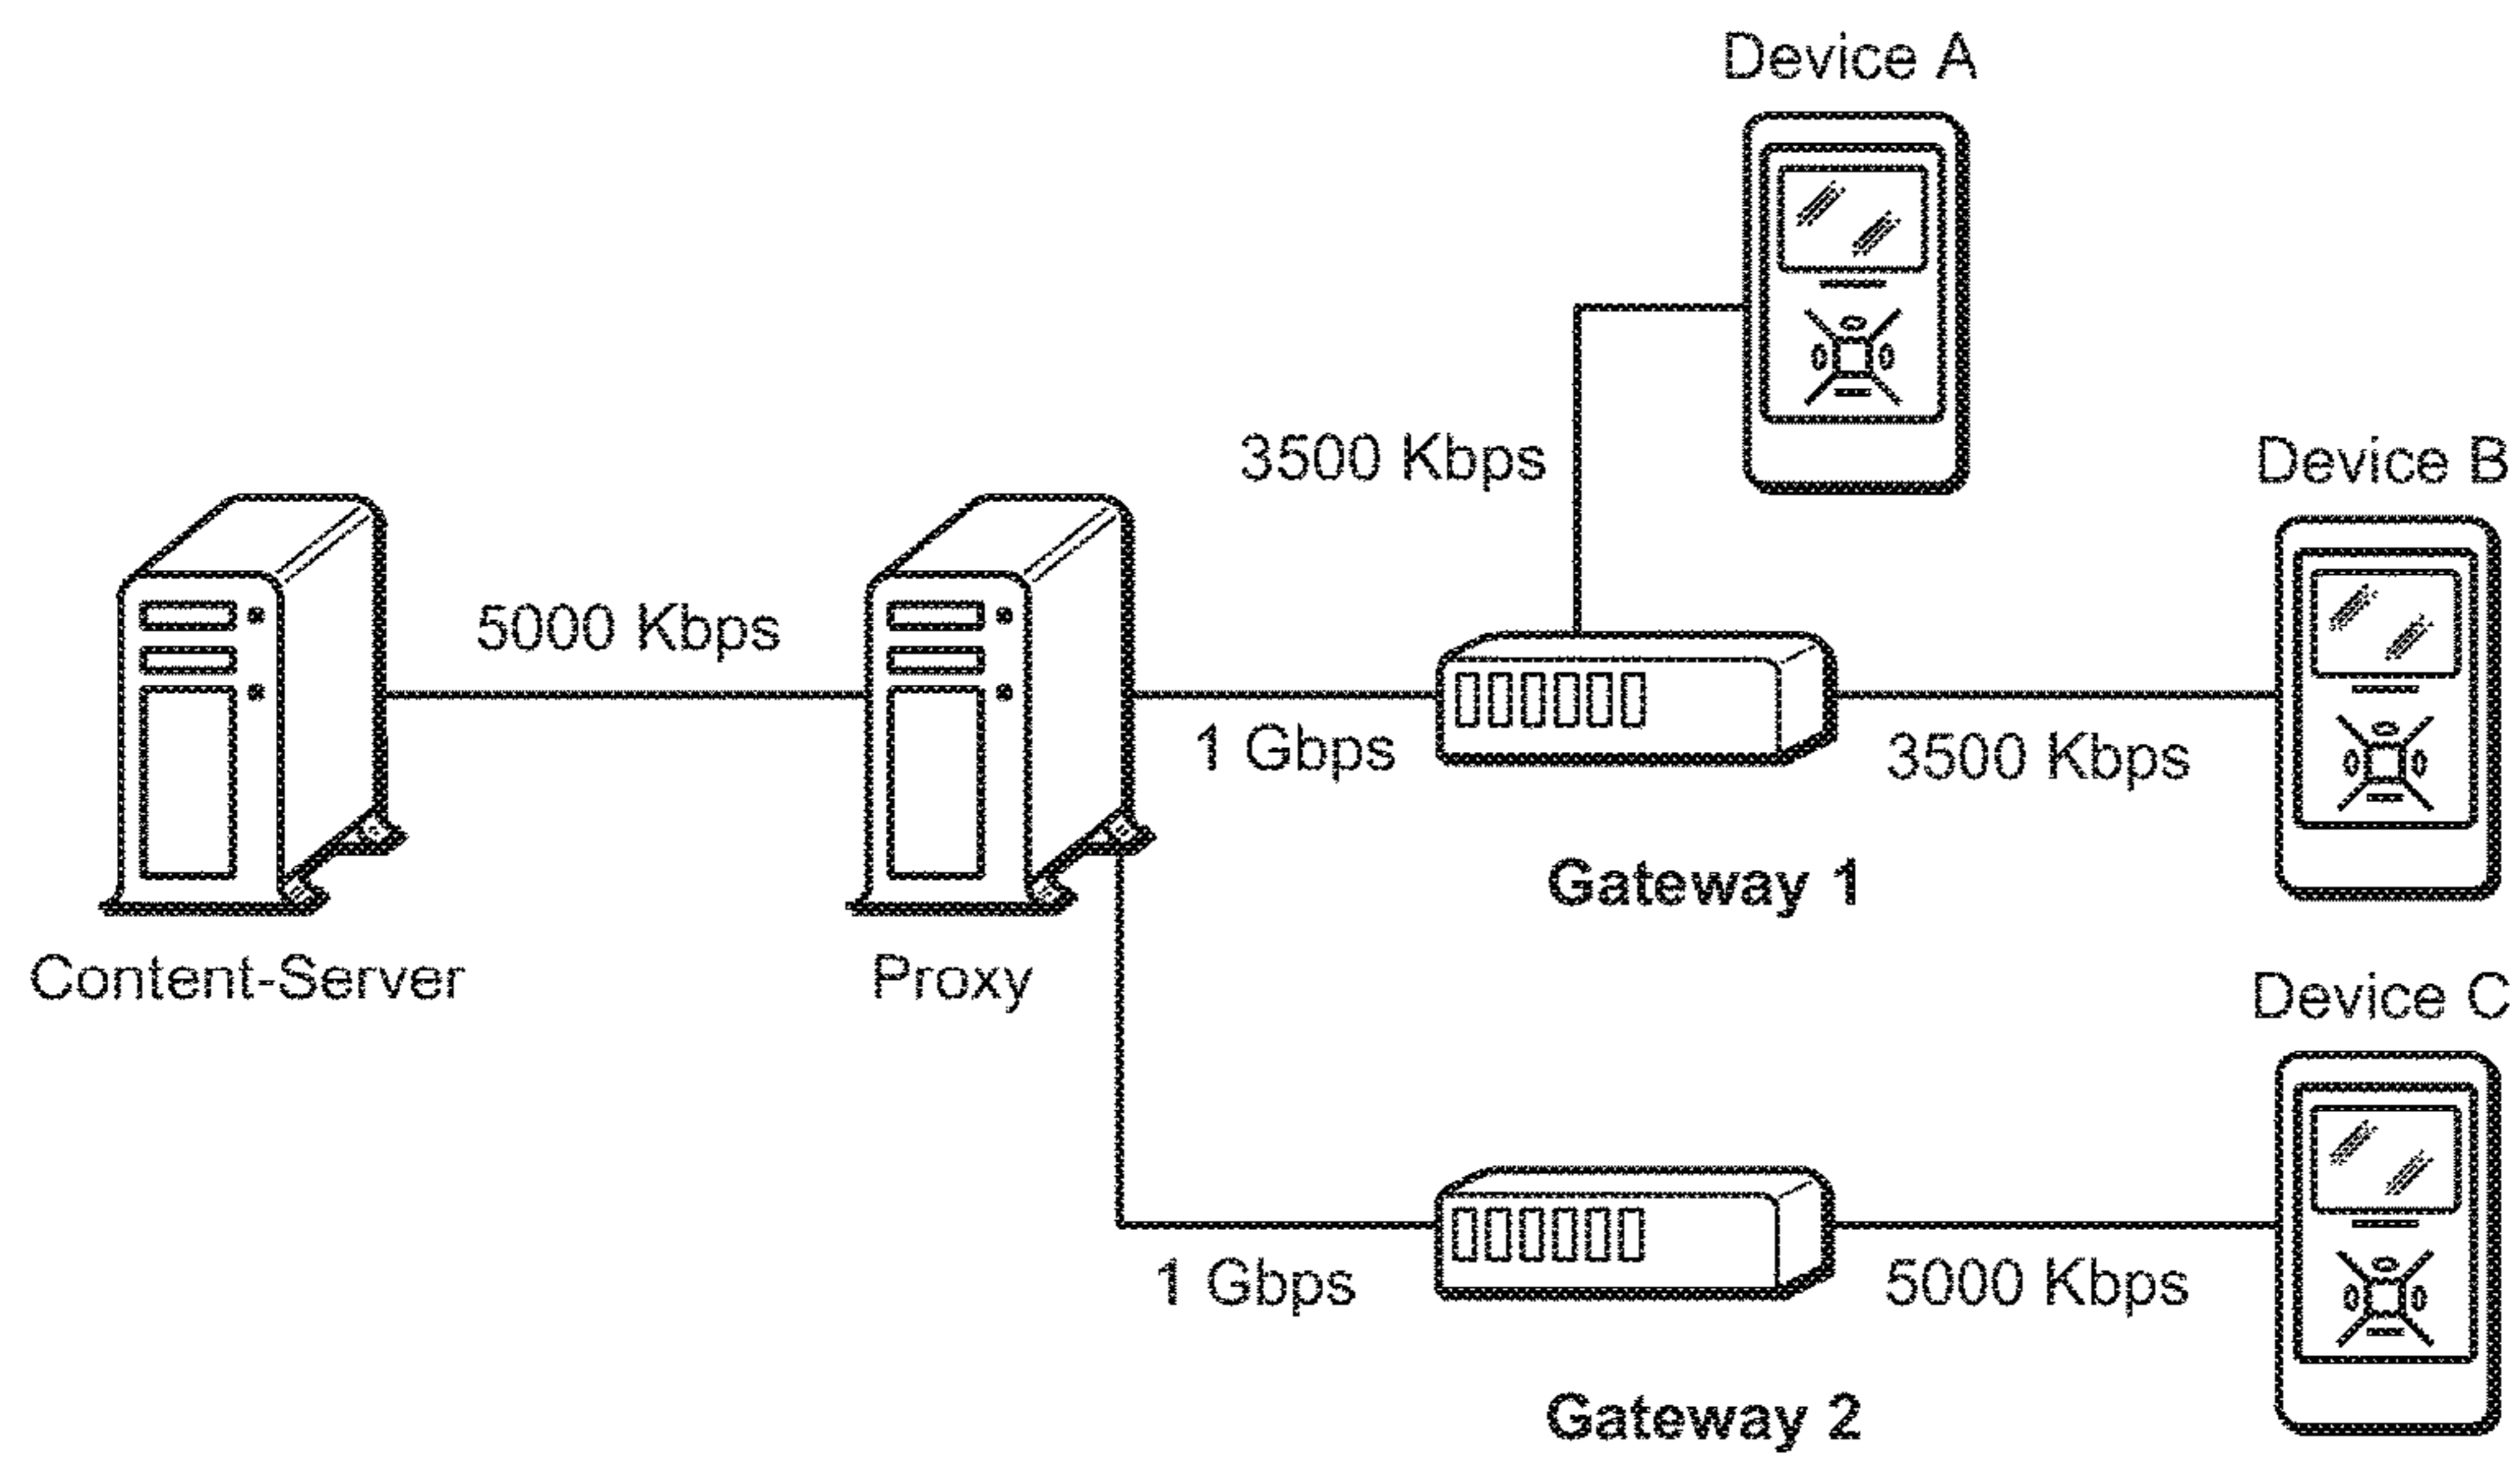 Device A
3500 Kbps
Device B
5000 Kbps
1 Gbps
3500 Kbps
Gateway 1
Content-Server
Proxy
Device C
1 Gbps
5000 Kbps
Gateway 2